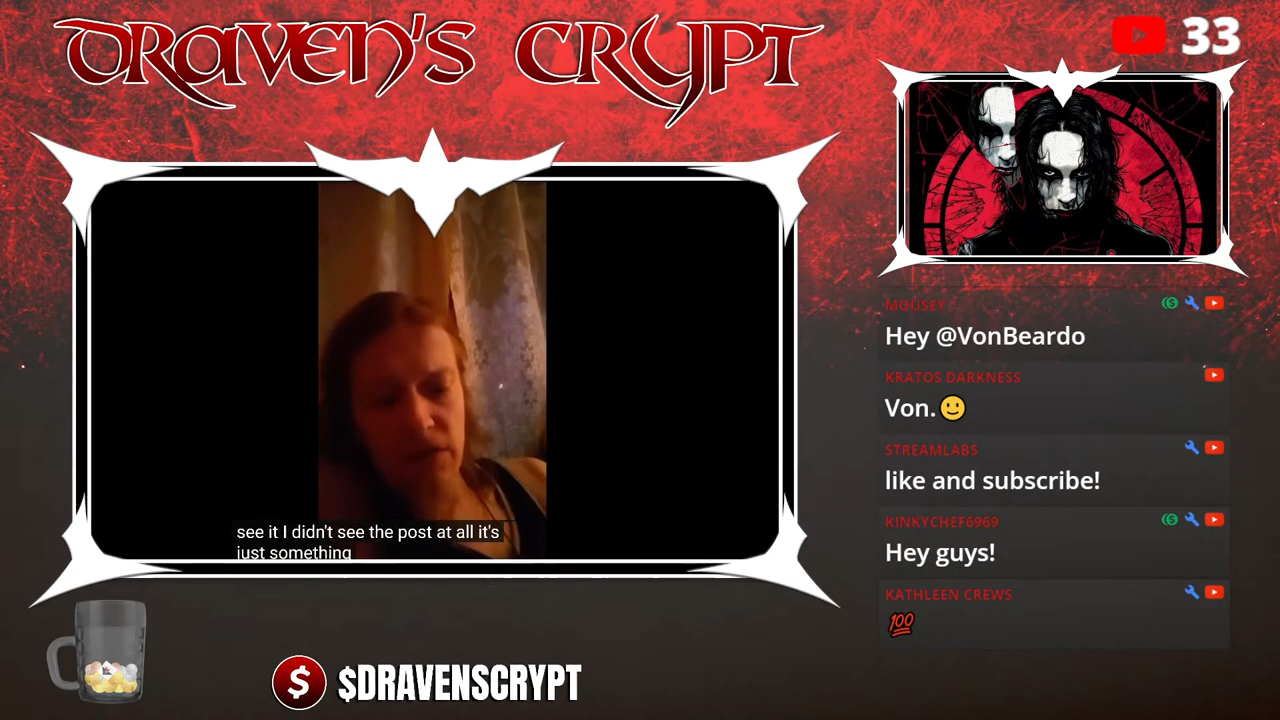 DRAVEN'S CRYPT
33
see it I didn't see the post at all it's
just something
MOUSEY
Hey @VonBeardo
KRATOS DARKNESS
Von.🙂
STREAMLABS
like and subscribe!
KINKYCHEF6969
Hey guys!
KATHLEEN CREWS
💯
$ $DRAVENSCRYPT